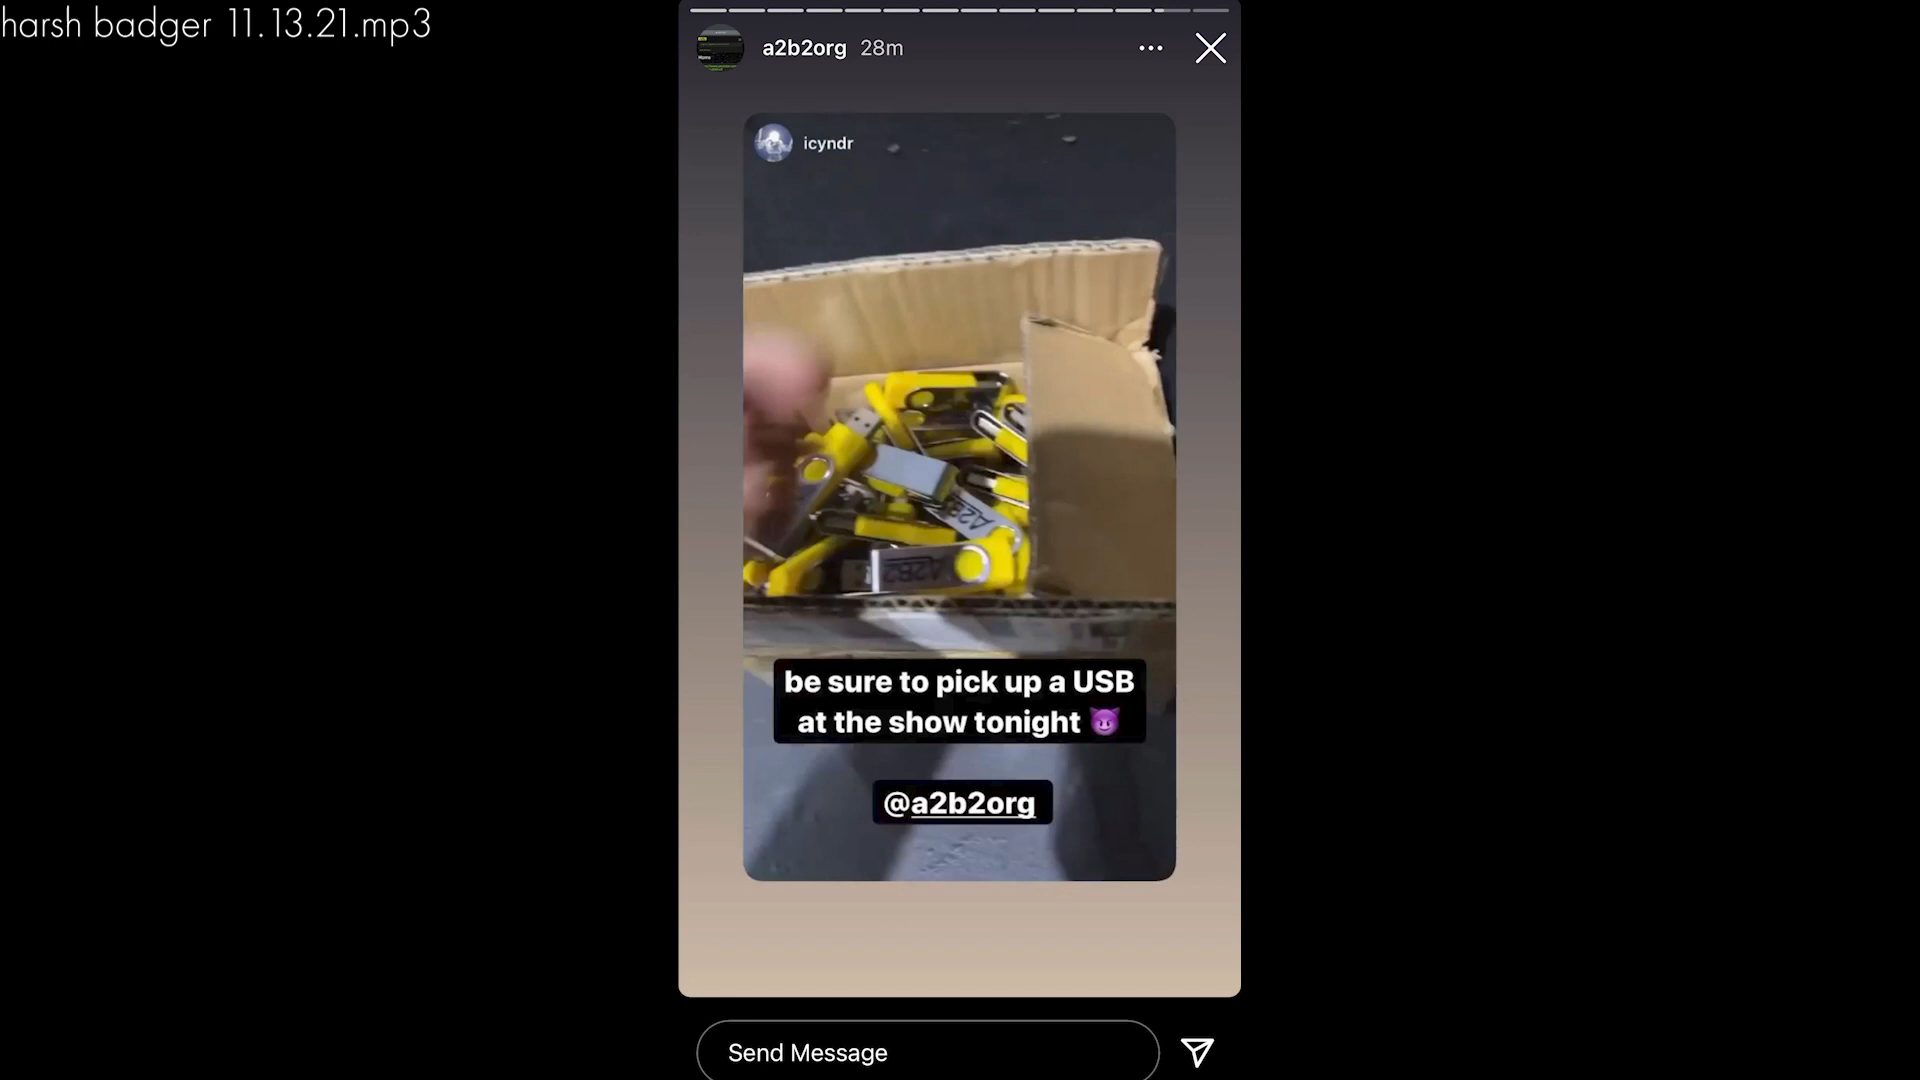 harsh badger 11.13.21.mp3
a2b2org 28m
icyndr
A2B2
be sure to pick up a USB
at the show tonight 😈
@a2b2org
Send Message